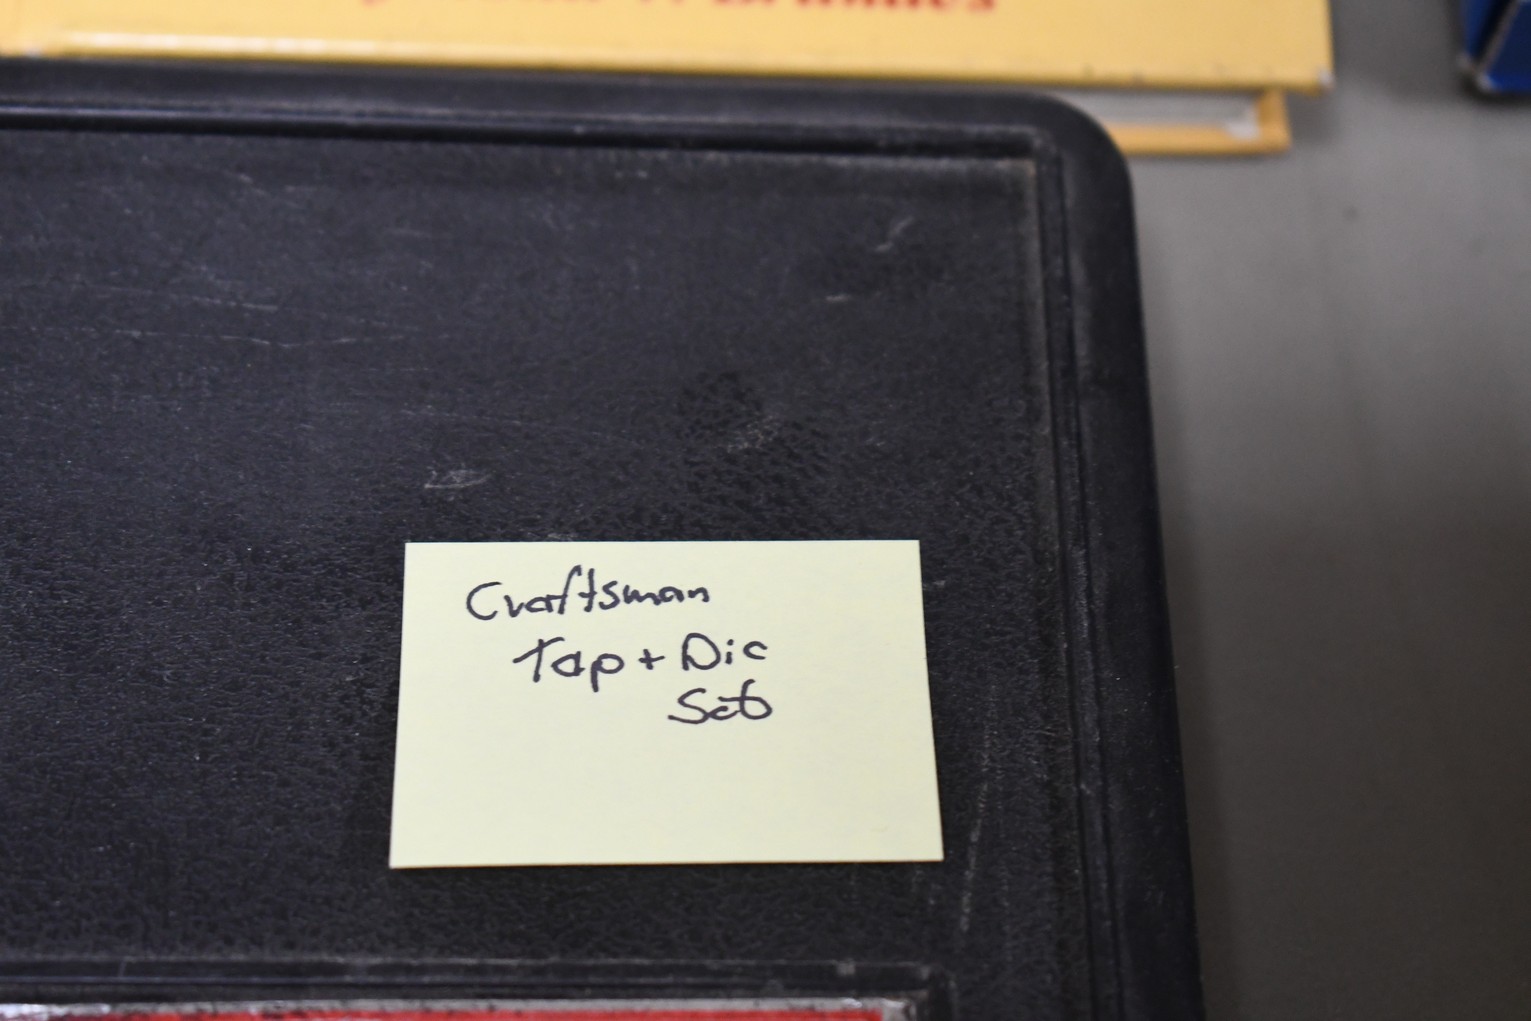 Craftsman
Tap + Die
Set